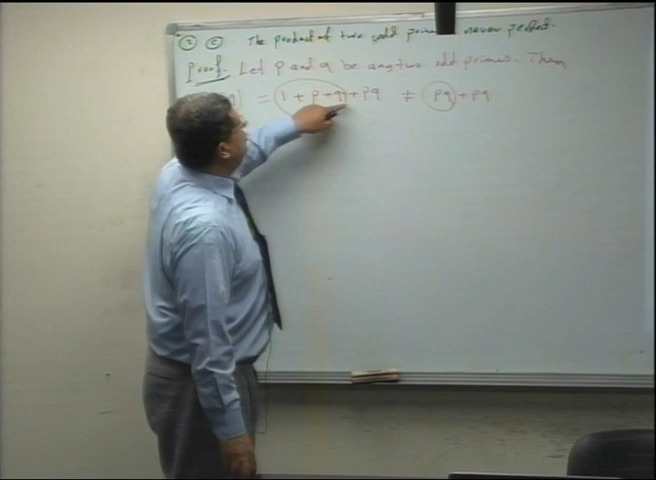 ② ⓒ The product of two odd primes never perfect.
Proof. Let p and q be any two odd primes. Then
q) = 1 + p + q + pq ≠ pq + pq